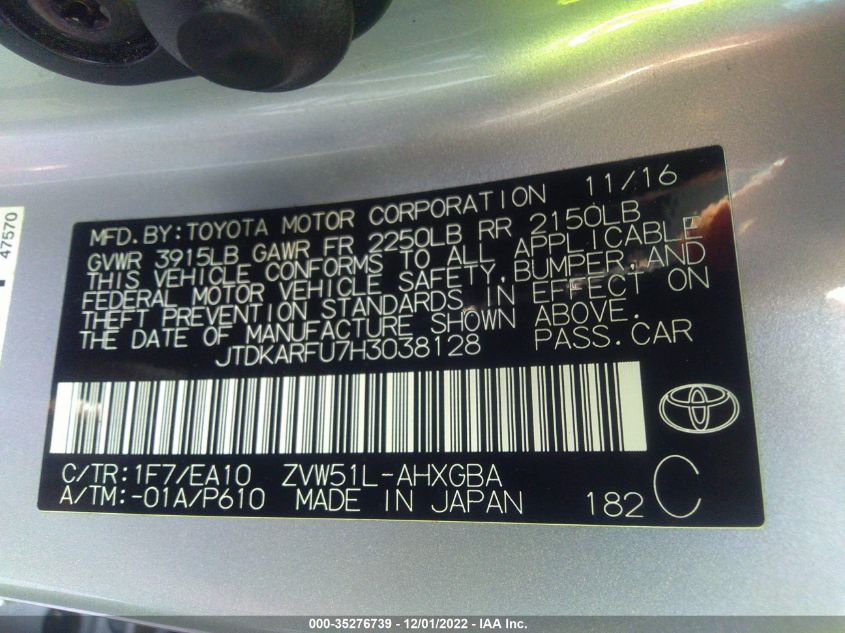 47570
MFD.BY:TOYOTA MOTOR CORPORATION 11/16
GVWR 3915LB GAWR FR 2250LB RR 2150LB
THIS VEHICLE CONFORMS TO ALL APPLICABLE
FEDERAL MOTOR VEHICLE SAFETY,BUMPER,AND
THEFT PREVENTION STANDARDS IN EFFECT ON
THE DATE OF MANUFACTURE SHOWN ABOVE.
JTDKARFU7H3038128 PASS.CAR
C/TR:1F7/EA10 ZVW51L-AHXGBA
A/TM:-01A/P610 MADE IN JAPAN 182 C
000-35276739 - 12/01/2022 - IAA Inc.